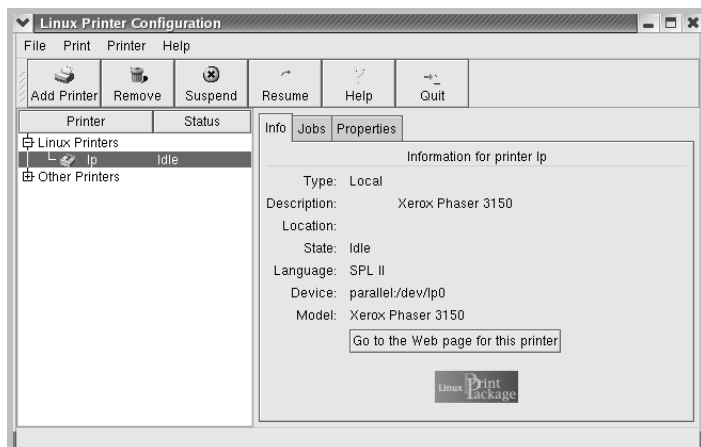 Linux Printer Configuration
File Print Printer Help
Add Printer Remove Suspend Resume Help Quit
Printer Status
Linux Printers
lp Idle
Other Printers
Info Jobs Properties
Information for printer lp
Type: Local
Description: Xerox Phaser 3150
Location:
State: Idle
Language: SPL II
Device: parallel:/dev/lp0
Model: Xerox Phaser 3150
Go to the Web page for this printer
Linux Print Package